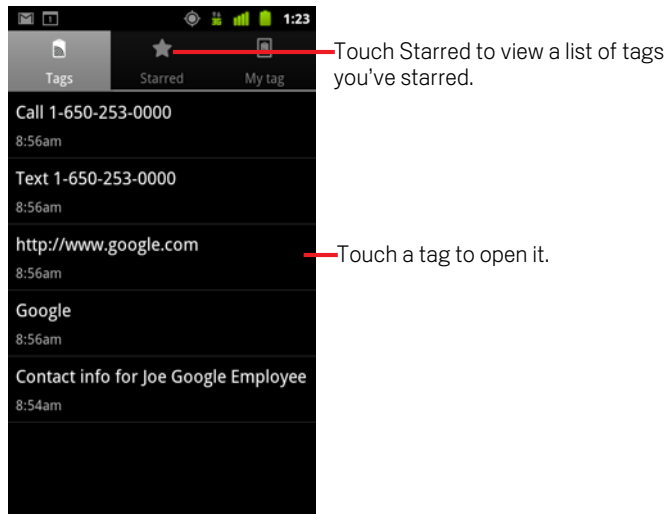 1 3G 1:23
Tags Starred My tag
Touch Starred to view a list of tags
you've starred.
Call 1-650-253-0000
8:56am
Text 1-650-253-0000
8:56am
http://www.google.com
8:56am
Touch a tag to open it.
Google
8:56am
Contact info for Joe Google Employee
8:54am